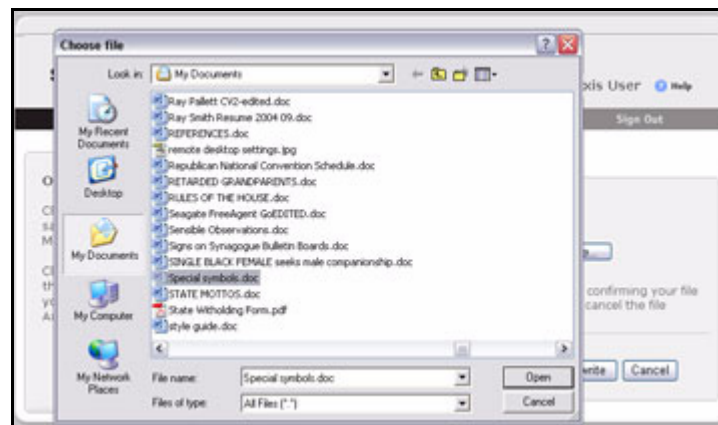 Choose file
Look in: My Documents
xis User Help
Sign Out
My Recent Documents
Desktop
My Documents
My Computer
My Network Places
Ray Pallett CV2-edited.doc
Ray Smith Resume 2004 09.doc
REFERENCES.doc
remote desktop settings.jpg
Republican National Convention Schedule.doc
RETARDED GRANDPARENTS.doc
RULES OF THE HOUSE.doc
Seagate FreeAgent GoEDITED.doc
Sensible Observations.doc
Signs on Synagogue Bulletin Boards.doc
SINGLE BLACK FEMALE seeks male companionship.doc
Special symbols.doc
STATE MOTTOS.doc
State Witholding Form.pdf
style guide.doc
File name: Special symbols.doc Open
Files of type: All Files (*.*) Cancel
confirming your file
cancel the file
write Cancel